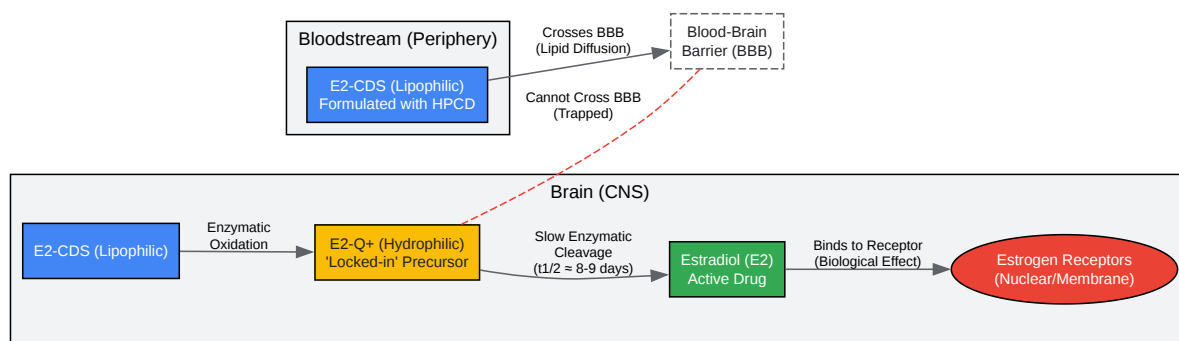 Bloodstream (Periphery)
E2-CDS (Lipophilic)
Formulated with HPCD
Crosses BBB
(Lipid Diffusion)
Blood-Brain
Barrier (BBB)
Cannot Cross BBB
(Trapped)
Brain (CNS)
E2-CDS (Lipophilic)
Enzymatic
Oxidation
E2-Q+ (Hydrophilic)
'Locked-in' Precursor
Slow Enzymatic
Cleavage
(t1/2 ≈ 8-9 days)
Estradiol (E2)
Active Drug
Binds to Receptor
(Biological Effect)
Estrogen Receptors
(Nuclear/Membrane)